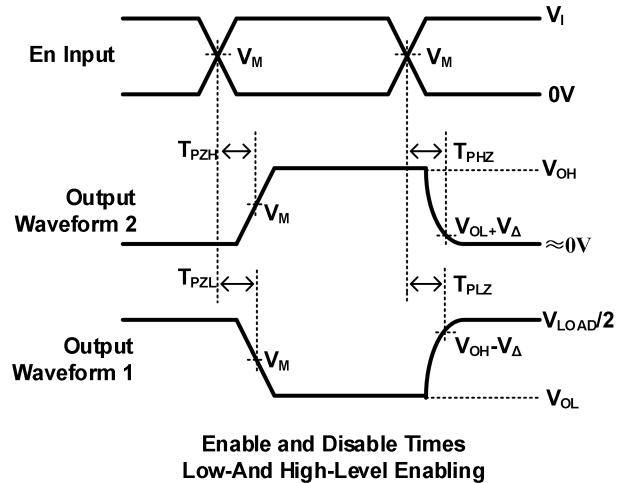 V_I
En Input
V_M
V_M
0V
T_PZH
T_PHZ
V_OH
Output
Waveform 2
V_M
V_OL+V_Δ
≈0V
T_PZL
T_PLZ
V_LOAD/2
Output
Waveform 1
V_M
V_OH-V_Δ
V_OL
Enable and Disable Times
Low-And High-Level Enabling